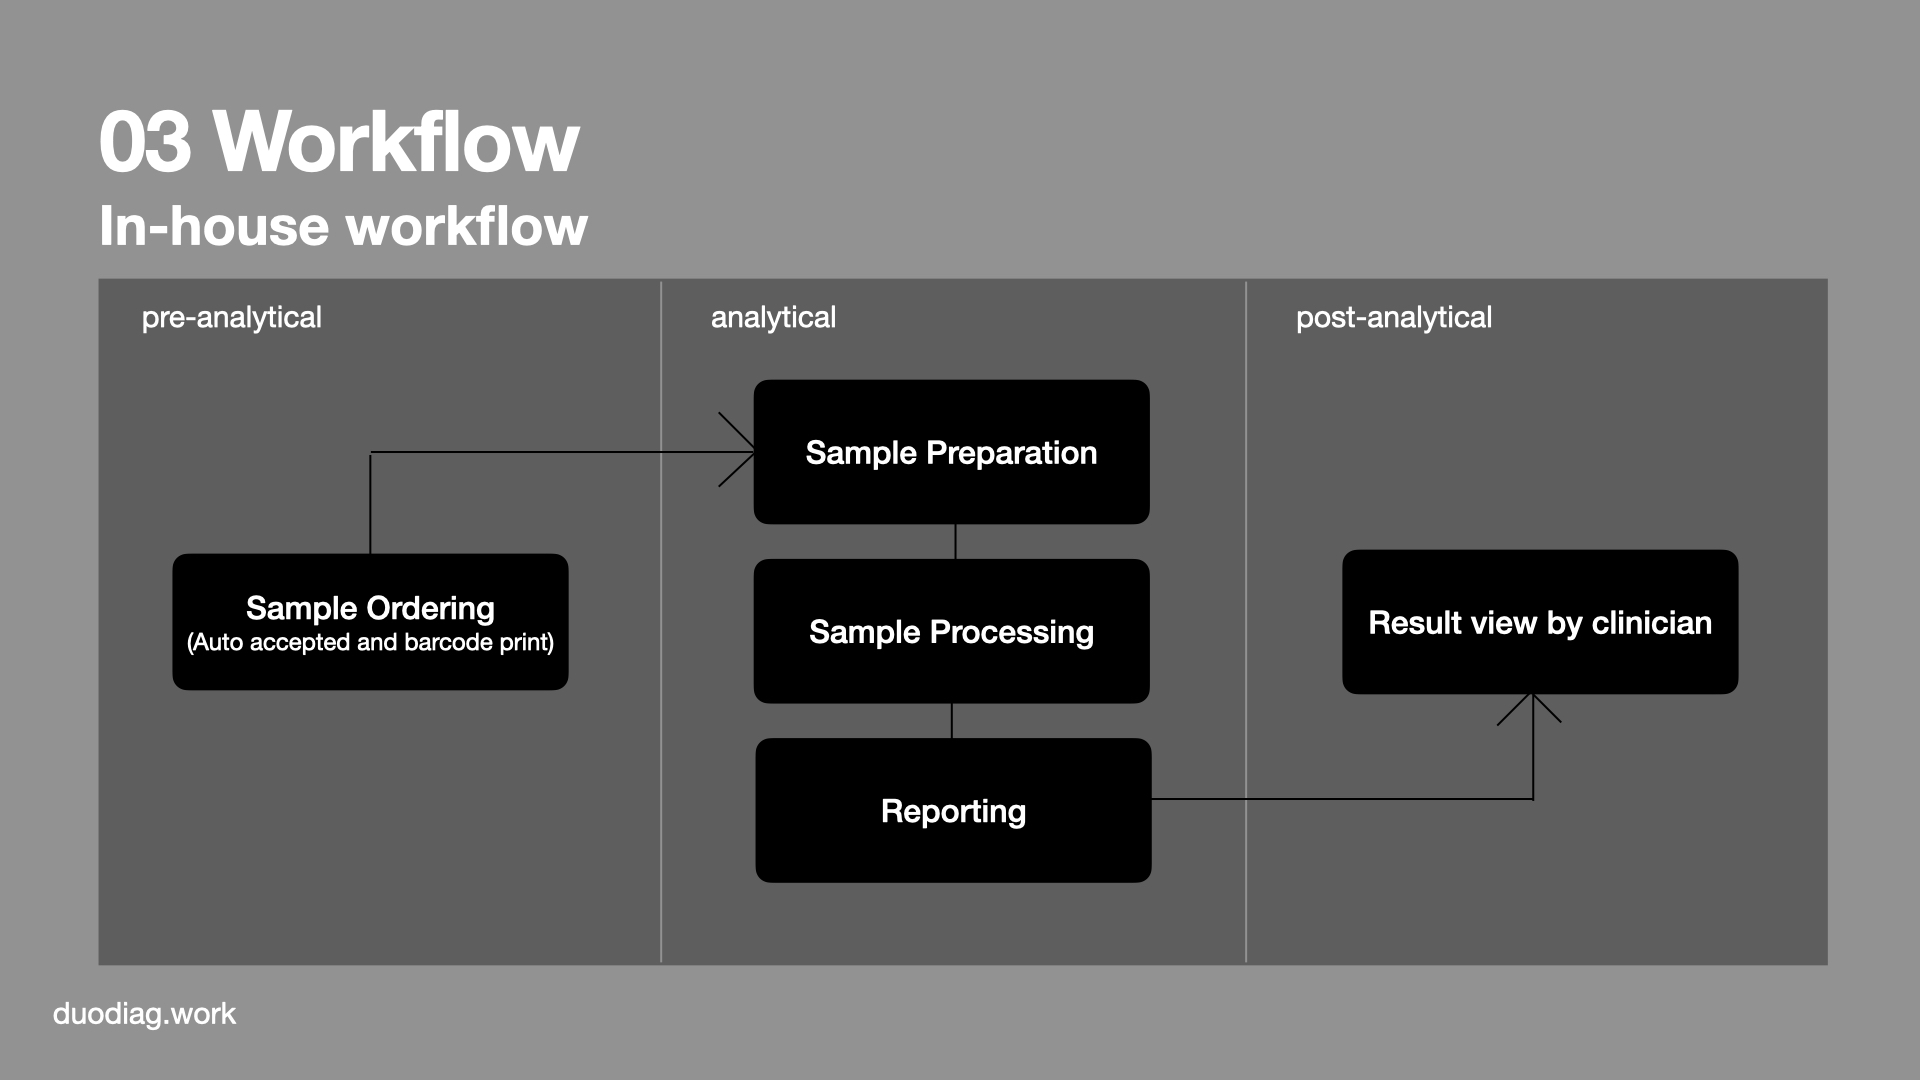 03 Workflow
In-house workflow
pre-analytical
analytical
post-analytical
Sample Ordering
(Auto accepted and barcode print)
Sample Preparation
Sample Processing
Reporting
Result view by clinician
duodiag.work